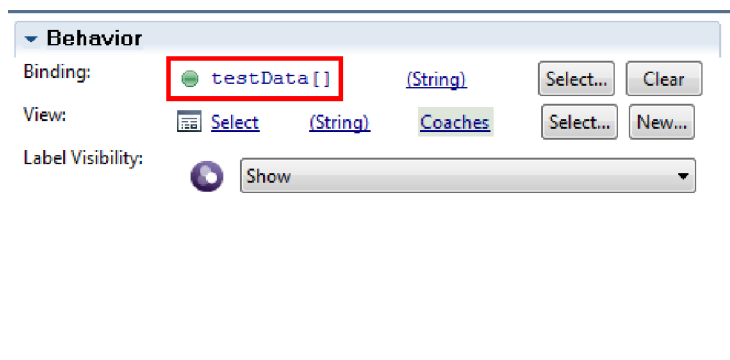 Behavior
Binding: testData[] (String) Select... Clear
View: Select (String) Coaches Select... New...
Label Visibility: Show